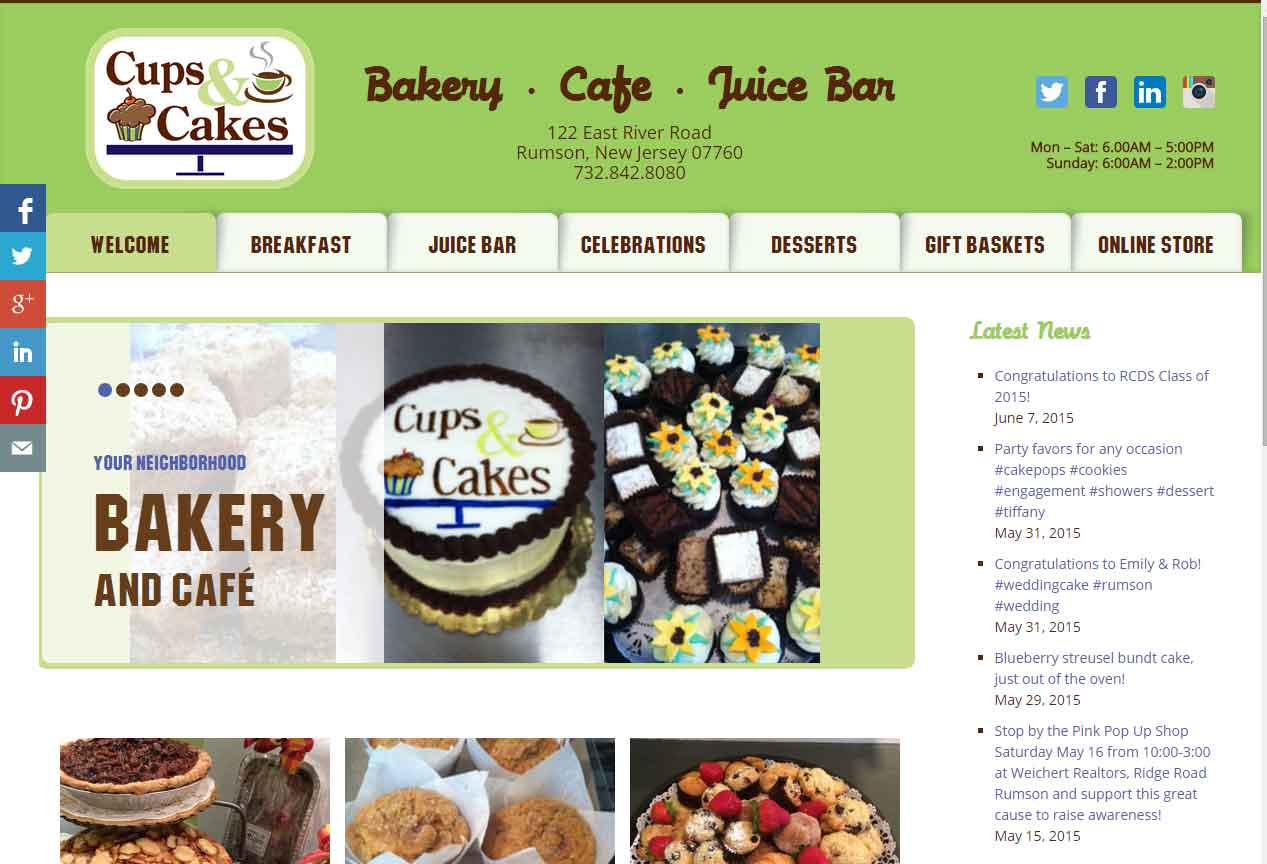 Cups &
Cakes
Bakery · Cafe · Juice Bar
122 East River Road
Rumson, New Jersey 07760
732.842.8080
Mon – Sat: 6.00AM – 5:00PM
Sunday: 6:00AM – 2:00PM
WELCOME
BREAKFAST
JUICE BAR
CELEBRATIONS
DESSERTS
GIFT BASKETS
ONLINE STORE
YOUR NEIGHBORHOOD
BAKERY
AND CAFÉ
Cups &
Cakes
Latest News
Congratulations to RCDS Class of
2015!
June 7, 2015
Party favors for any occasion
#cakepops #cookies
#engagement #showers #dessert
#tiffany
May 31, 2015
Congratulations to Emily & Rob!
#weddingcake #rumson
#wedding
May 31, 2015
Blueberry streusel bundt cake,
just out of the oven!
May 29, 2015
Stop by the Pink Pop Up Shop
Saturday May 16 from 10:00-3:00
at Weichert Realtors, Ridge Road
Rumson and support this great
cause to raise awareness!
May 15, 2015